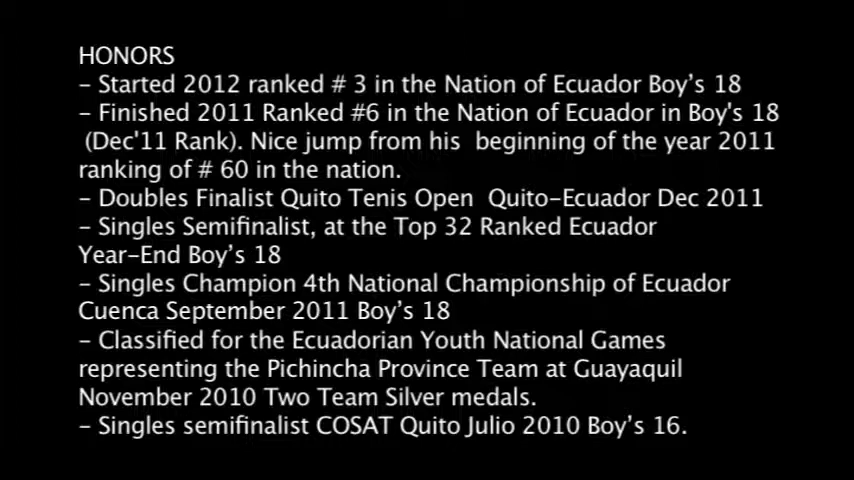 HONORS
- Started 2012 ranked # 3 in the Nation of Ecuador Boy's 18
- Finished 2011 Ranked #6 in the Nation of Ecuador in Boy's 18
(Dec'11 Rank). Nice jump from his  beginning of the year 2011
ranking of # 60 in the nation.
- Doubles Finalist Quito Tenis Open  Quito-Ecuador Dec 2011
- Singles Semifinalist, at the Top 32 Ranked Ecuador
Year-End Boy's 18
- Singles Champion 4th National Championship of Ecuador
Cuenca September 2011 Boy's 18
- Classified for the Ecuadorian Youth National Games
representing the Pichincha Province Team at Guayaquil
November 2010 Two Team Silver medals.
- Singles semifinalist COSAT Quito Julio 2010 Boy's 16.